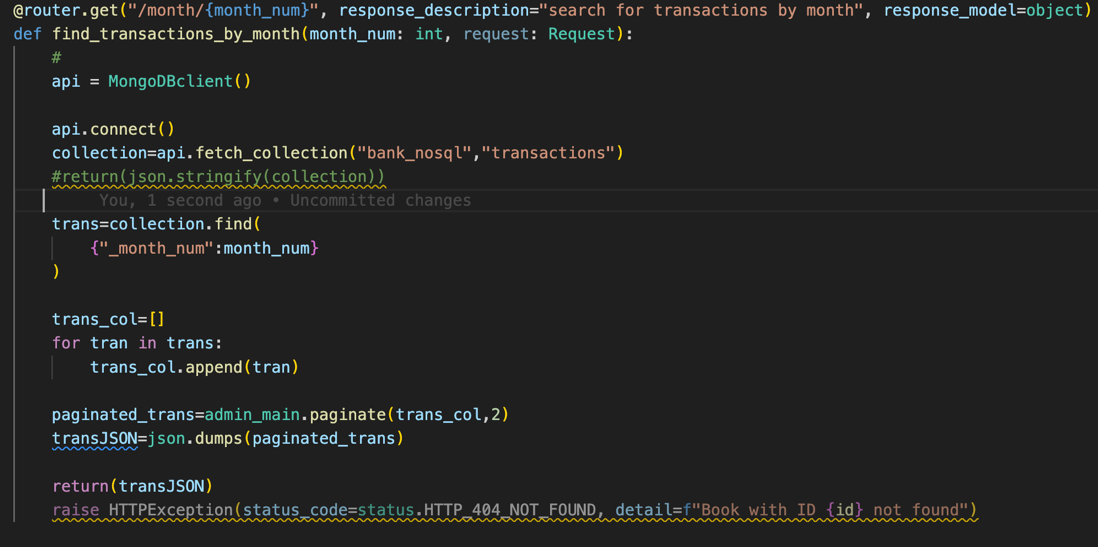 @router.get("/month/{month_num}", response_description="search for transactions by month", response_model=object)
def find_transactions_by_month(month_num: int, request: Request):
    #
    api = MongoDBclient()

    api.connect()
    collection=api.fetch_collection("bank_nosql","transactions")
    #return(json.stringify(collection))
        You, 1 second ago • Uncommitted changes
    trans=collection.find(
        {"_month_num":month_num}
    )

    trans_col=[]
    for tran in trans:
        trans_col.append(tran)

    paginated_trans=admin_main.paginate(trans_col,2)
    transJSON=json.dumps(paginated_trans)

    return(transJSON)
    raise HTTPException(status_code=status.HTTP_404_NOT_FOUND, detail=f"Book with ID {id} not found")